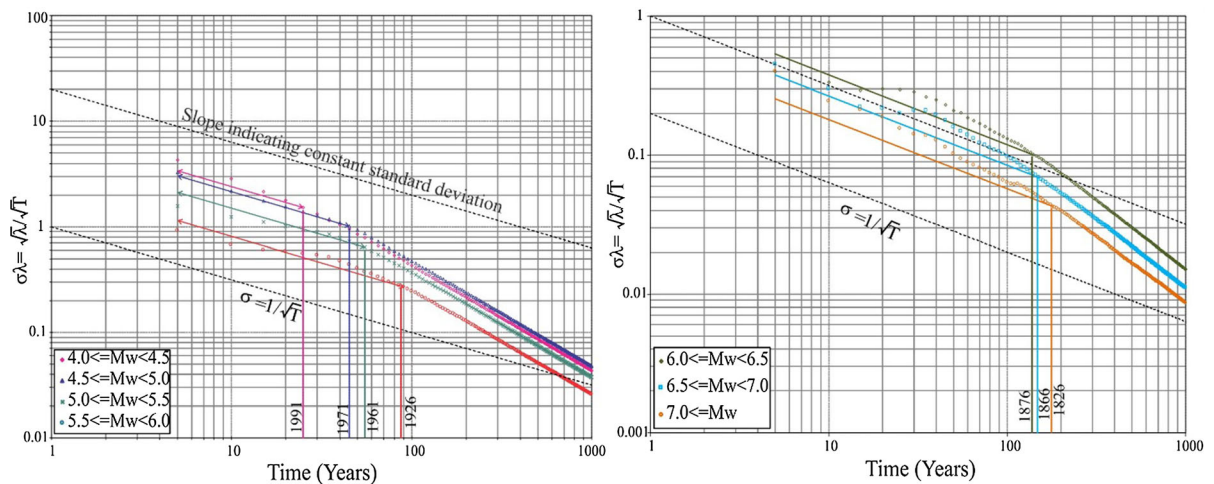 100
10
1
0.1
0.01
σλ= √λ/√T
Slope indicating constant standard deviation
σ =1/√T
4.0<=Mw<4.5
4.5<=Mw<5.0
5.0<=Mw<5.5
5.5<=Mw<6.0
1991
1971
1961
1926
1
10
100
1000
Time (Years)
1
0.1
0.01
0.001
σλ= √λ/√T
σ =1/√T
6.0<=Mw<6.5
6.5<=Mw<7.0
7.0<=Mw
1876
1866
1826
1
10
100
1000
Time (Years)